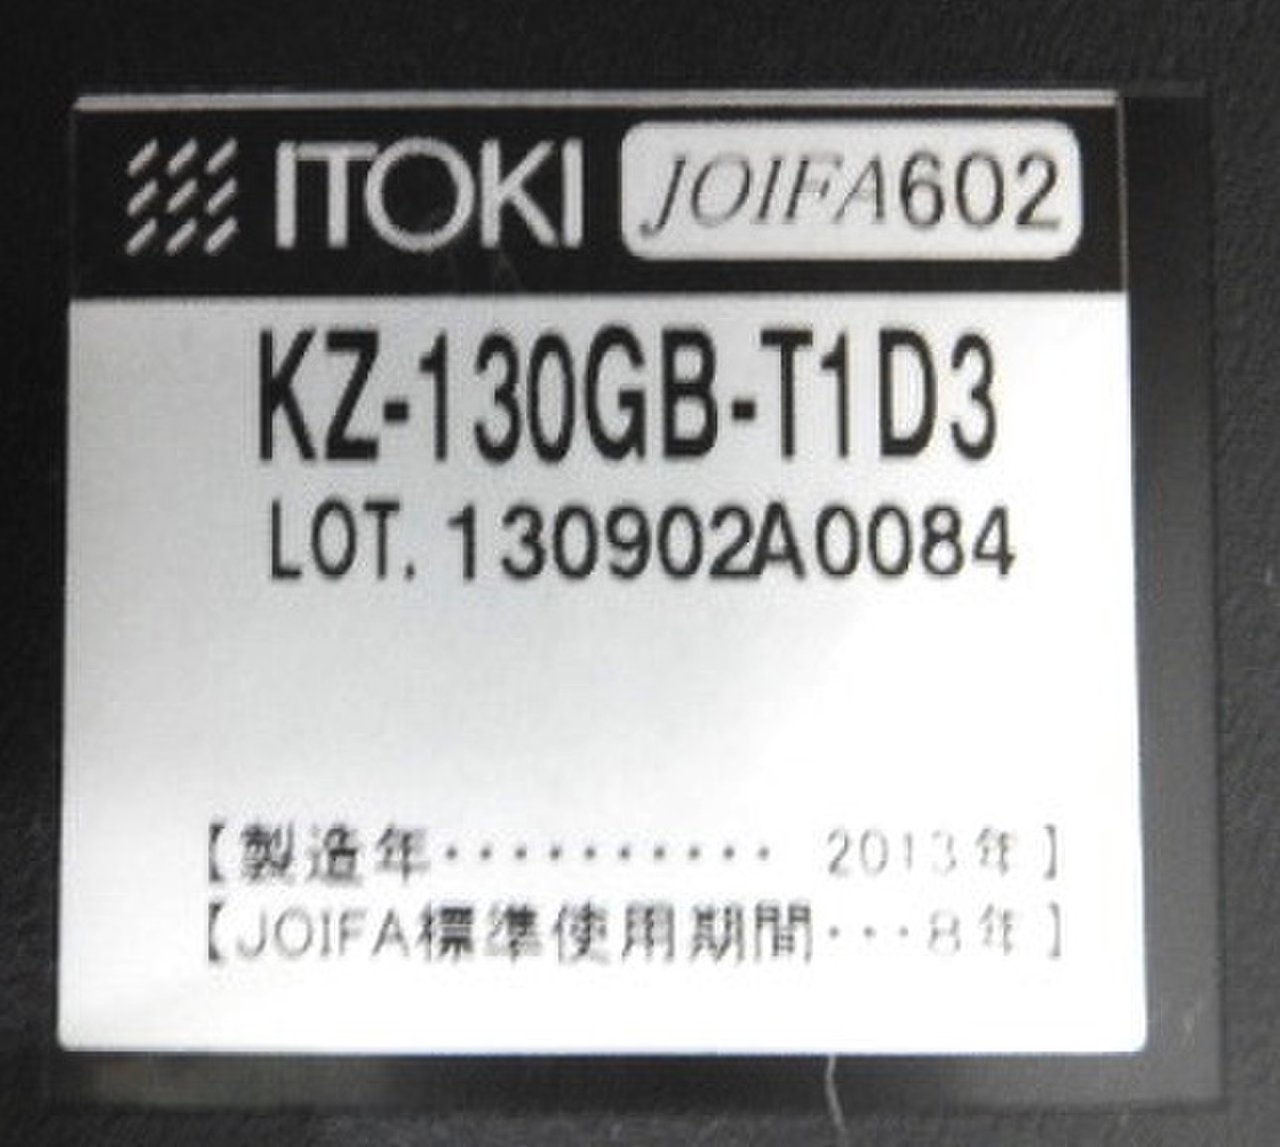 ITOKI JOIFA602
KZ-130GB-T1D3
LOT. 130902A0084
【製造年・・・・・・・・・・・ 2013年】
【JOIFA標準使用期間・・・8年】